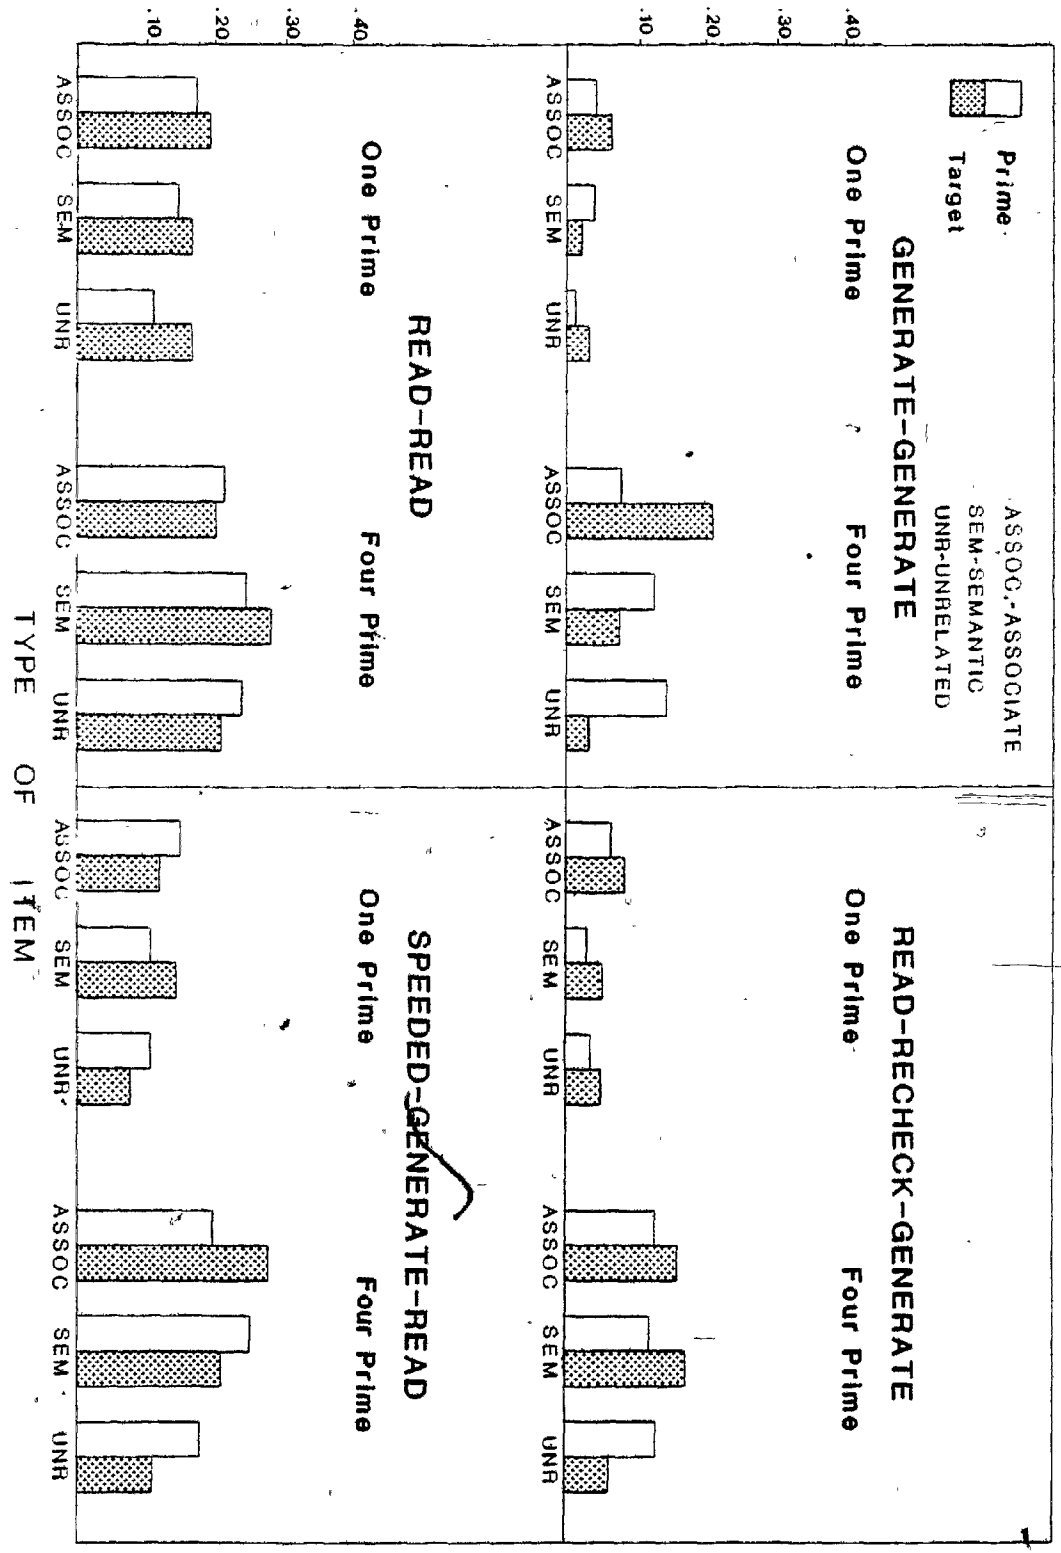 Prime
Target
ASSOC.-ASSOCIATE
SEM-SEMANTIC
UNR-UNRELATED
GENERATE-GENERATE
One Prime
Four Prime
.40
.20
.10
ASSOC SEM UNR ASSOC SEM UNR
READ-RECHECK-GENERATE
One Prime
Four Prime
ASSOC SEM UNR ASSOC SEM UNR
READ-READ
One Prime
Four Prime
.40
.30
.20
.10
ASSOC SEM UNR ASSOC SEM UNR
SPEEDED-GENERATE-READ
One Prime
Four Prime
ASSOC SEM UNR ASSOC SEM UNR
.30
TYPE OF ITEM